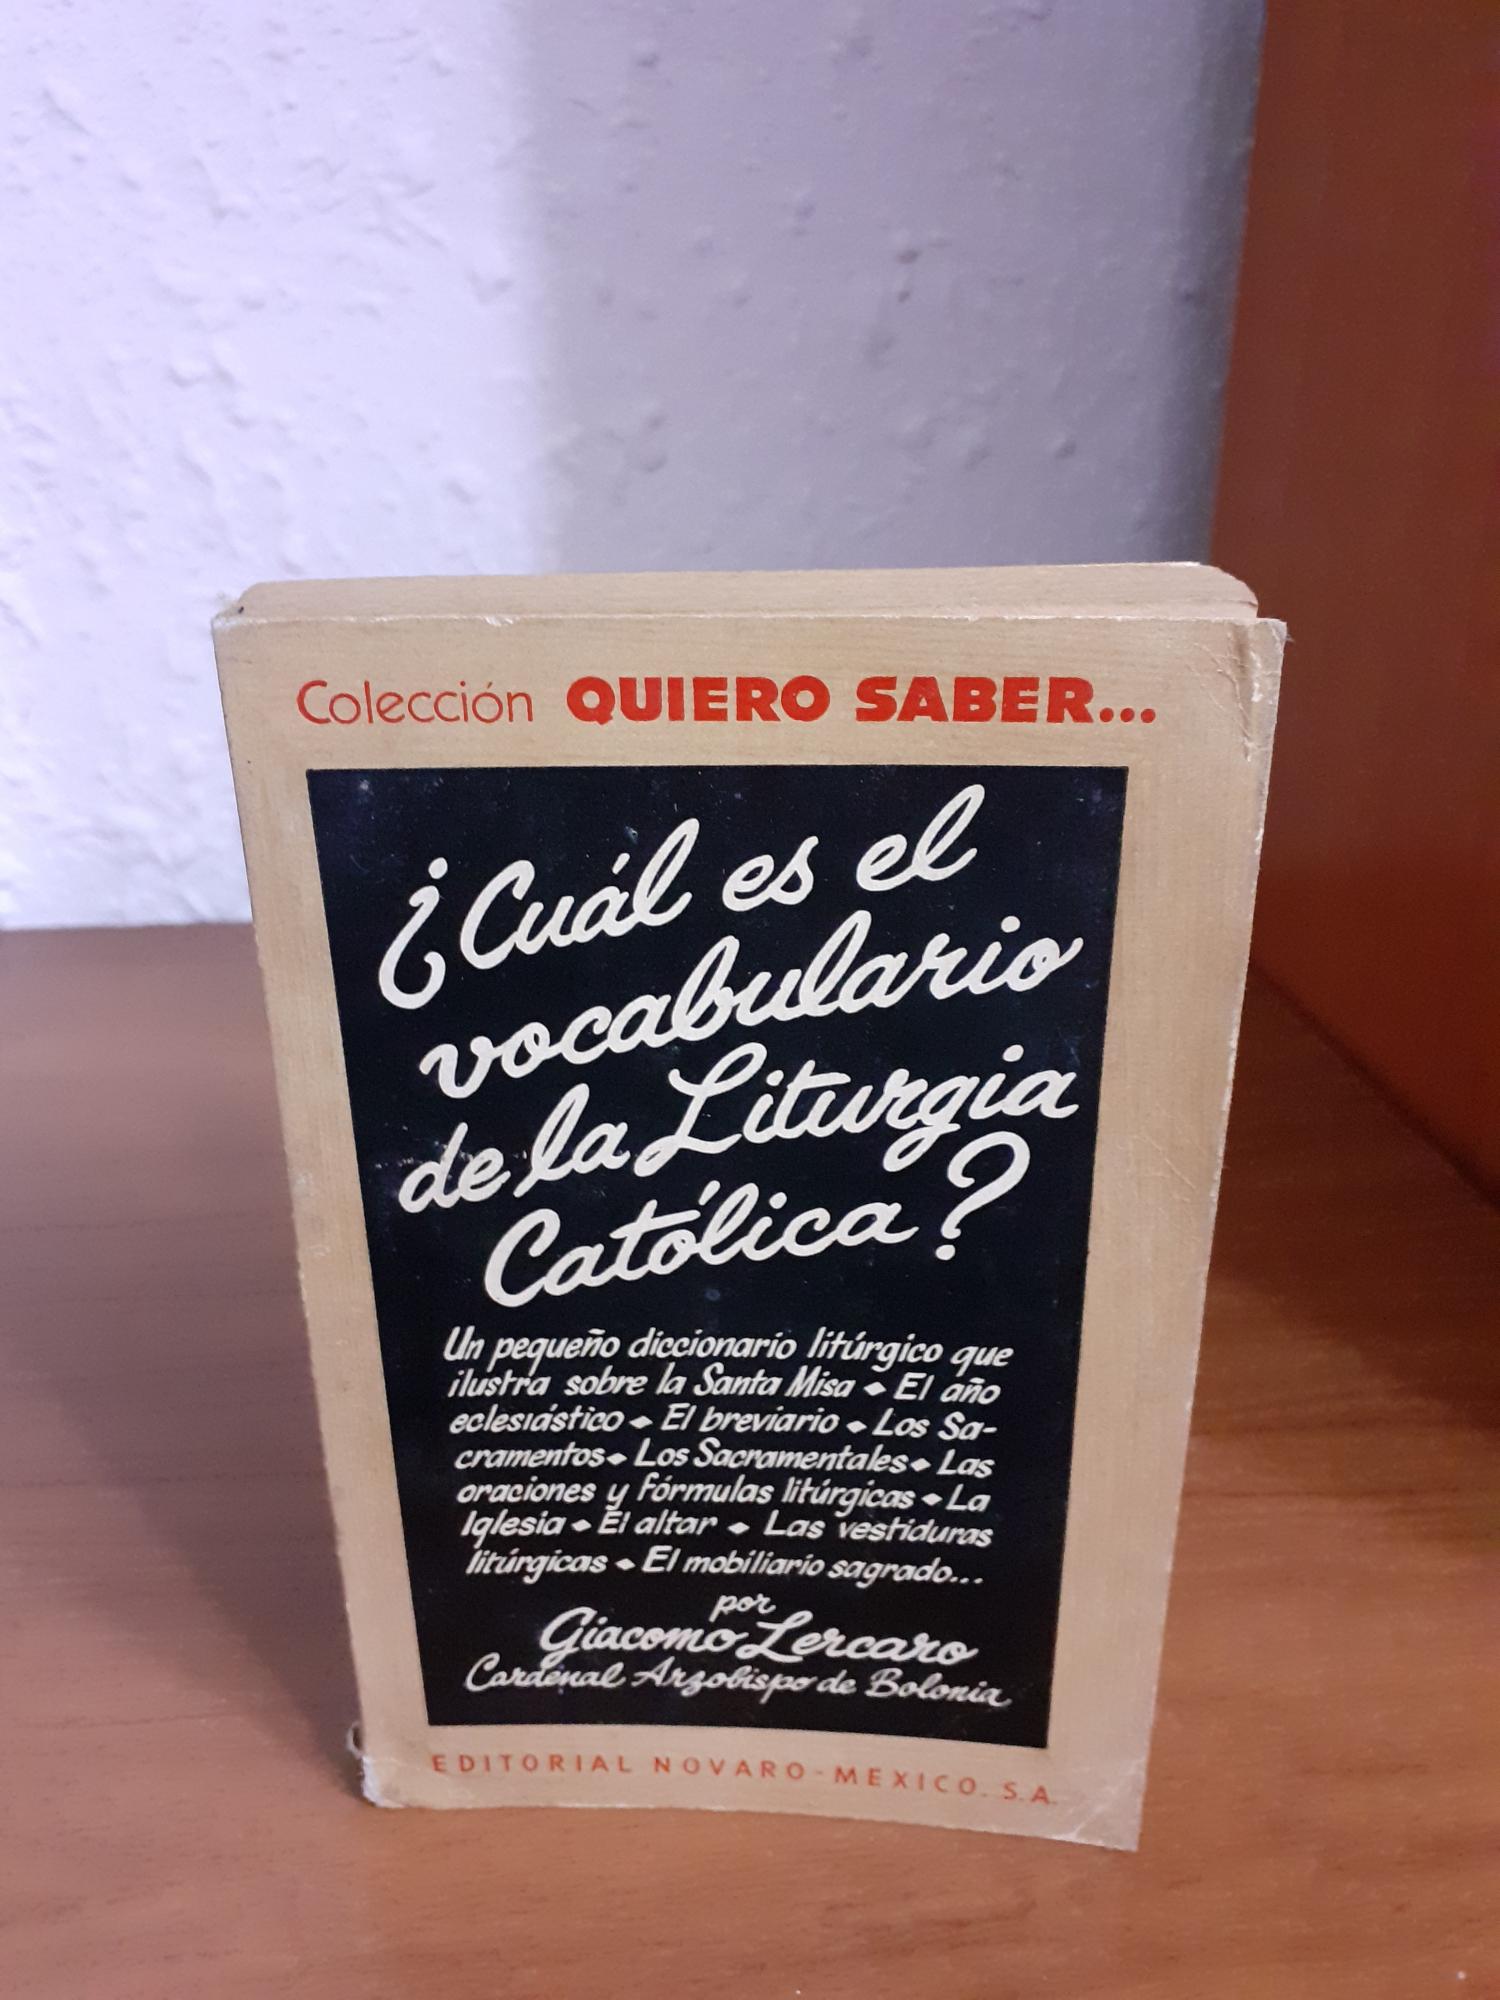 Colección QUIERO SABER...
¿Cuál es el
vocabulario
de la Liturgia
Católica?
Un pequeño diccionario litúrgico que
ilustra sobre la Santa Misa ◆ El año
eclesiástico ◆ El breviario ◆ Los Sa-
cramentos ◆ Los Sacramentales ◆ Las
oraciones y fórmulas litúrgicas ◆ La
Iglesia ◆ El altar ◆ Las vestiduras
litúrgicas ◆ El mobiliario sagrado...
por
Giacomo Lercaro
Cardenal Arzobispo de Bolonia
EDITORIAL NOVARO-MEXICO. S.A.